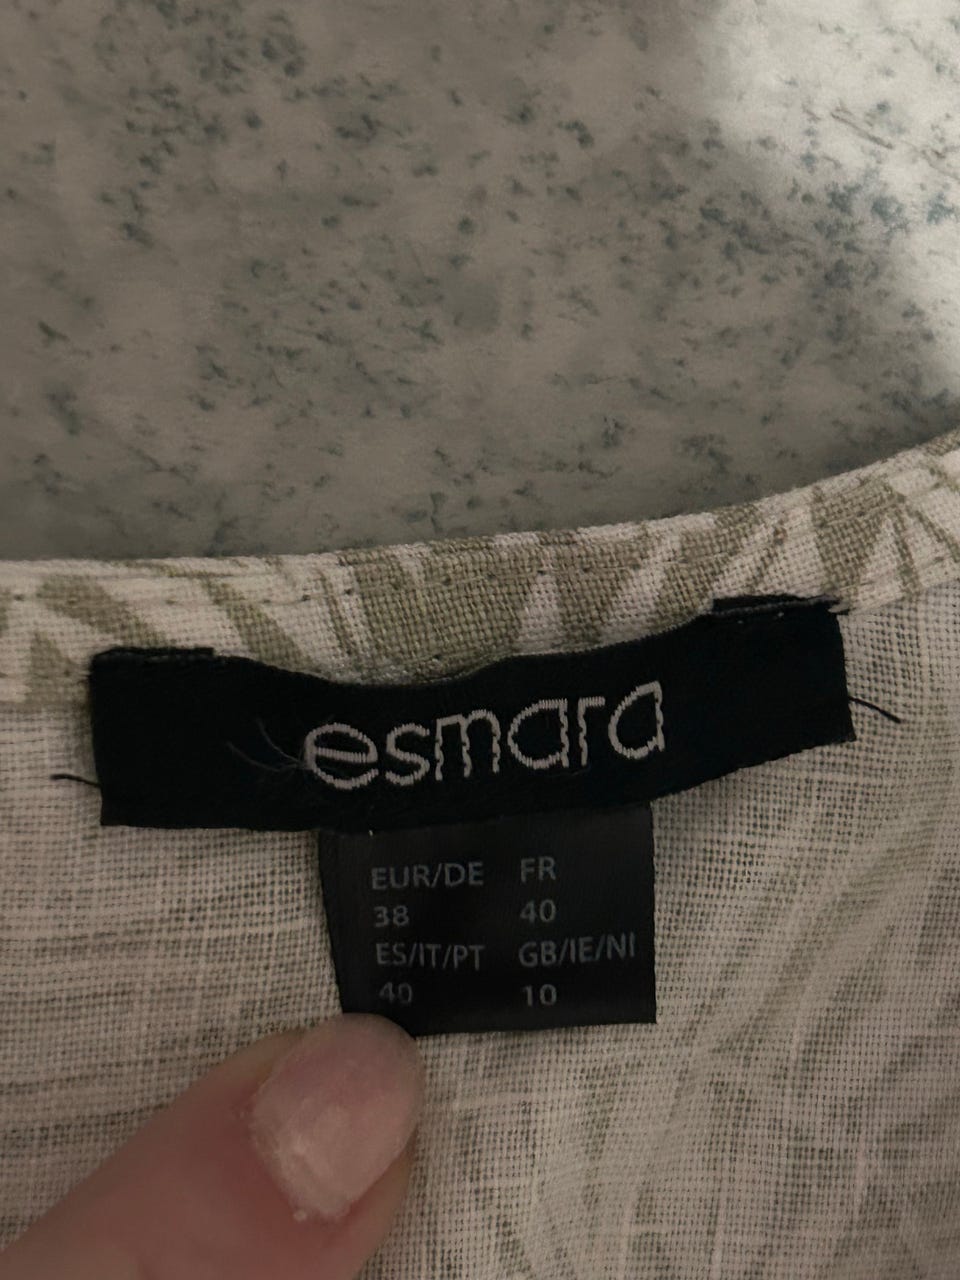 esmara
EUR/DE FR
38 40
ES/IT/PT GB/IE/NI
40 10